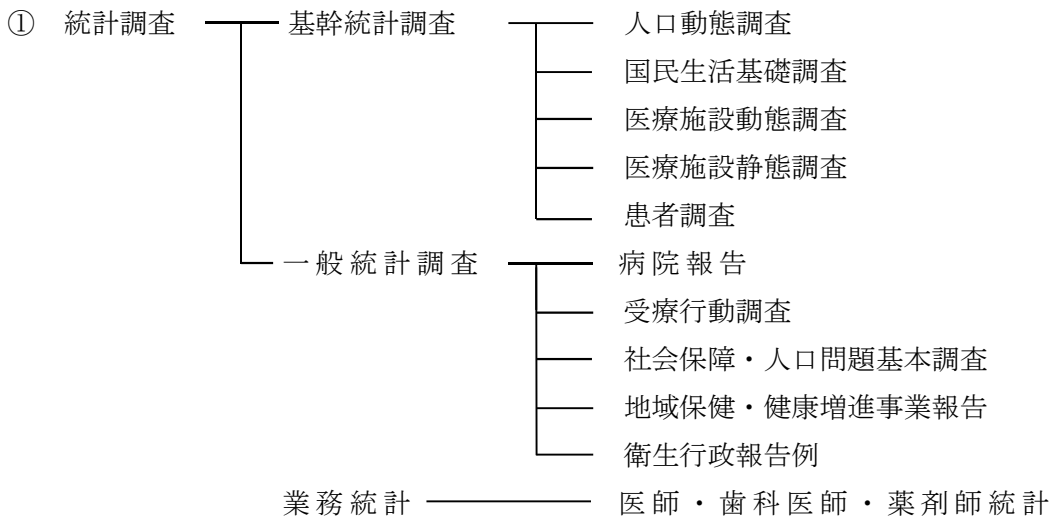 ① 統計調査 基幹統計調査 人口動態調査
国民生活基礎調査
医療施設動態調査
医療施設静態調査
患者調査
一般統計調査 病院報告
受療行動調査
社会保障・人口問題基本調査
地域保健・健康増進事業報告
衛生行政報告例
業務統計 医師・歯科医師・薬剤師統計